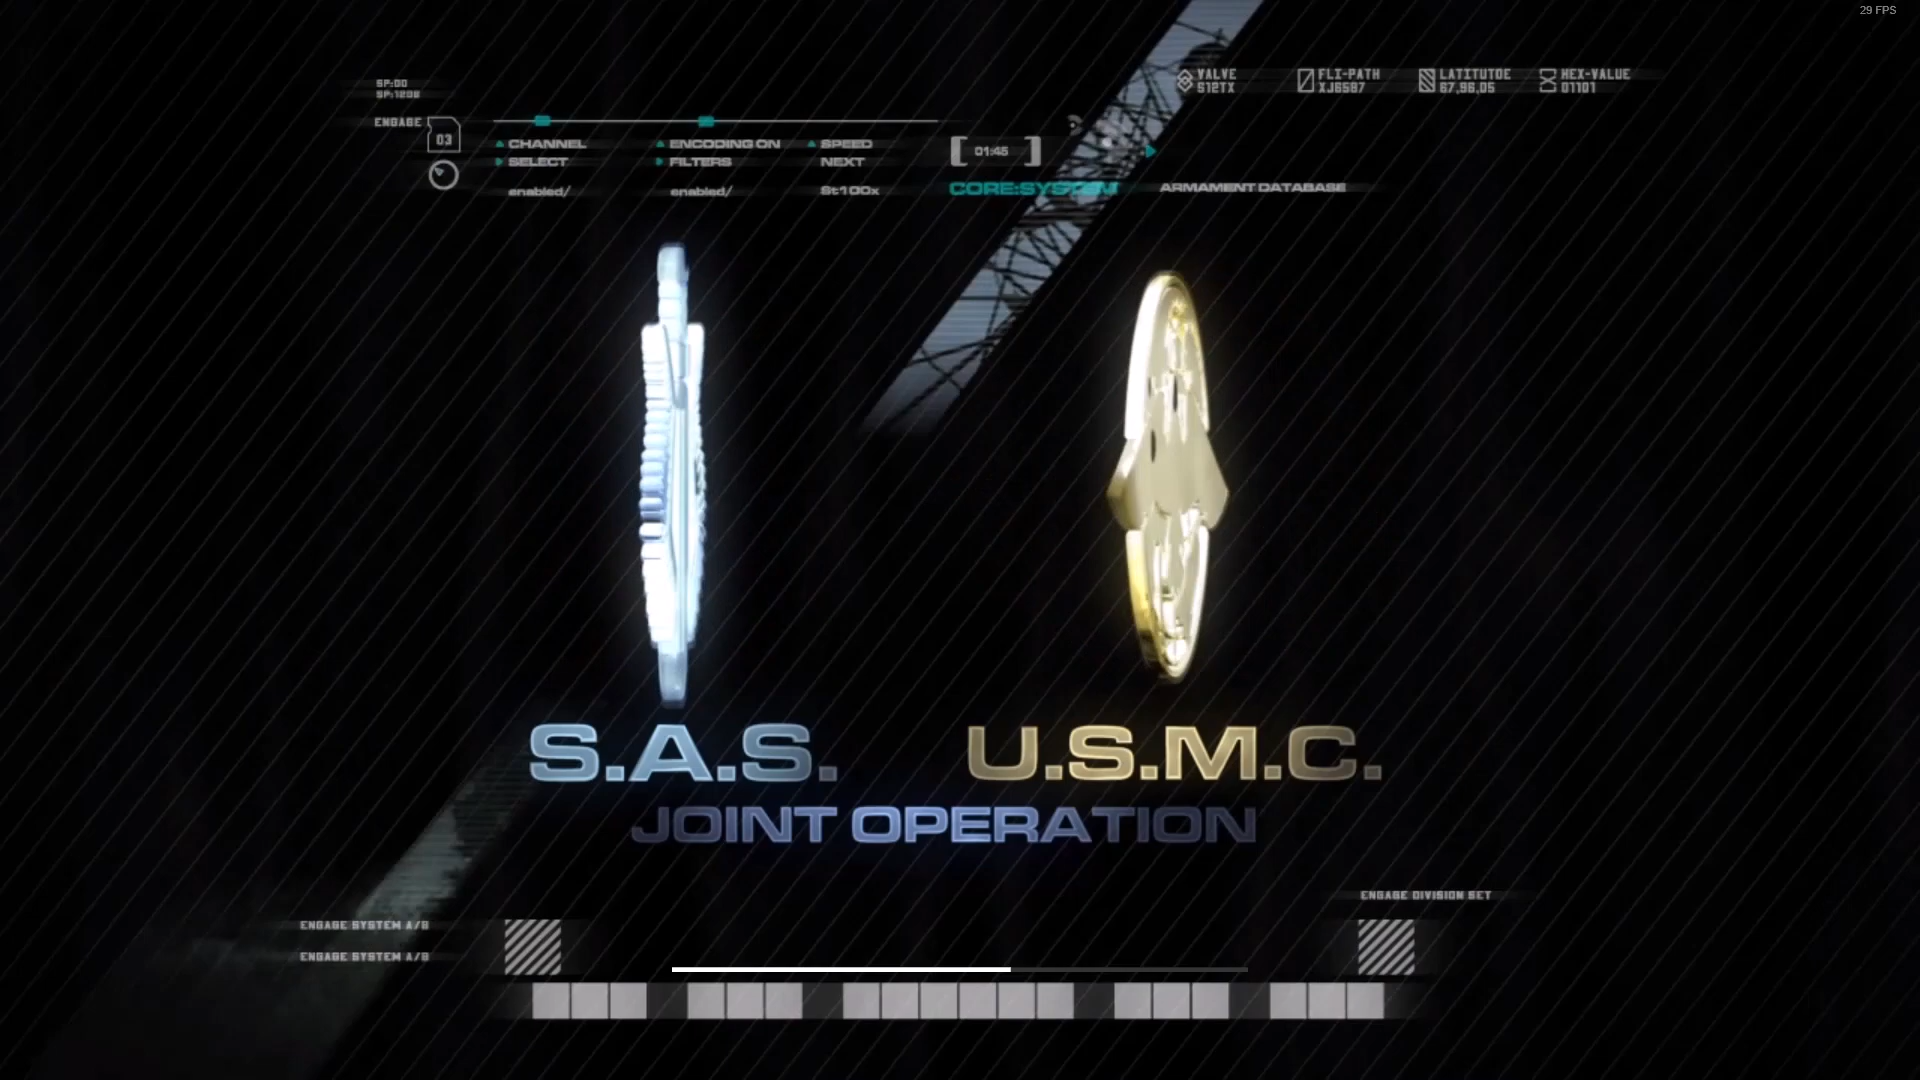 29 FPS
SP:00
SP:1200
VALVE
612TX
FLI-PATH
XJ6587
LATITUTDE
67,96,05
HEX-VALUE
01101
ENGAGE
03
CHANNEL
SELECT
enabled/
ENCODING ON
FILTERS
enabled/
SPEED
NEXT
St100x
01:45
CORE:SYSTEM
ARMAMENT DATABASE
S.A.S.
U.S.M.C.
JOINT OPERATION
ENGAGE DIVISION SET
ENGAGE SYSTEM A/B
ENGAGE SYSTEM A/B